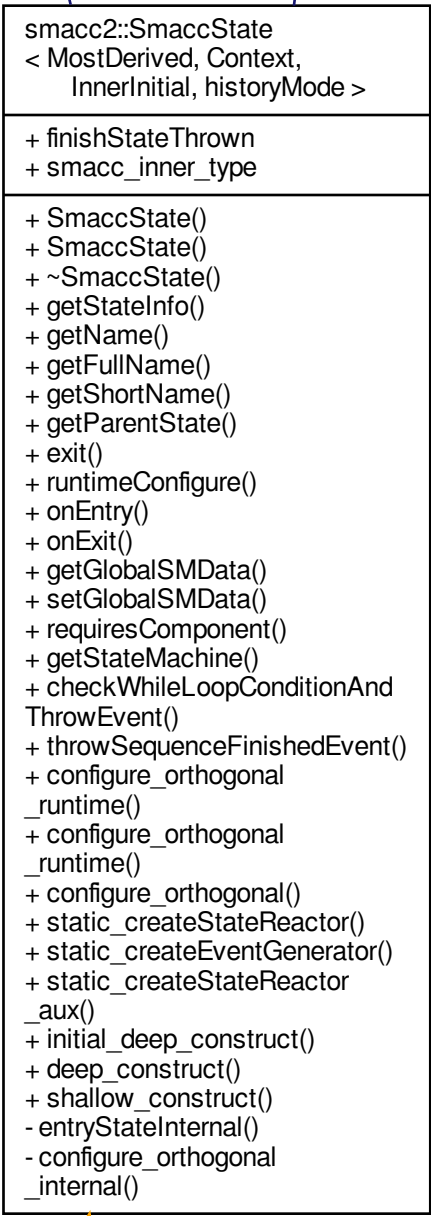 smacc2::SmaccState
< MostDerived, Context,
InnerInitial, historyMode >
+ finishStateThrown
+ smacc_inner_type
+ SmaccState()
+ SmaccState()
+ ~SmaccState()
+ getStateInfo()
+ getName()
+ getFullName()
+ getShortName()
+ getParentState()
+ exit()
+ runtimeConfigure()
+ onEntry()
+ onExit()
+ getGlobalSMData()
+ setGlobalSMData()
+ requiresComponent()
+ getStateMachine()
+ checkWhileLoopConditionAnd
ThrowEvent()
+ throwSequenceFinishedEvent()
+ configure_orthogonal
_runtime()
+ configure_orthogonal
_runtime()
+ configure_orthogonal()
+ static_createStateReactor()
+ static_createEventGenerator()
+ static_createStateReactor
_aux()
+ initial_deep_construct()
+ deep_construct()
+ shallow_construct()
- entryStateInternal()
- configure_orthogonal
_internal()